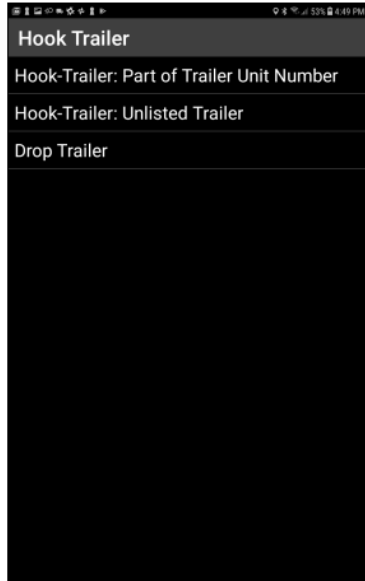 53% 4:49 PM
Hook Trailer
Hook-Trailer: Part of Trailer Unit Number
Hook-Trailer: Unlisted Trailer
Drop Trailer